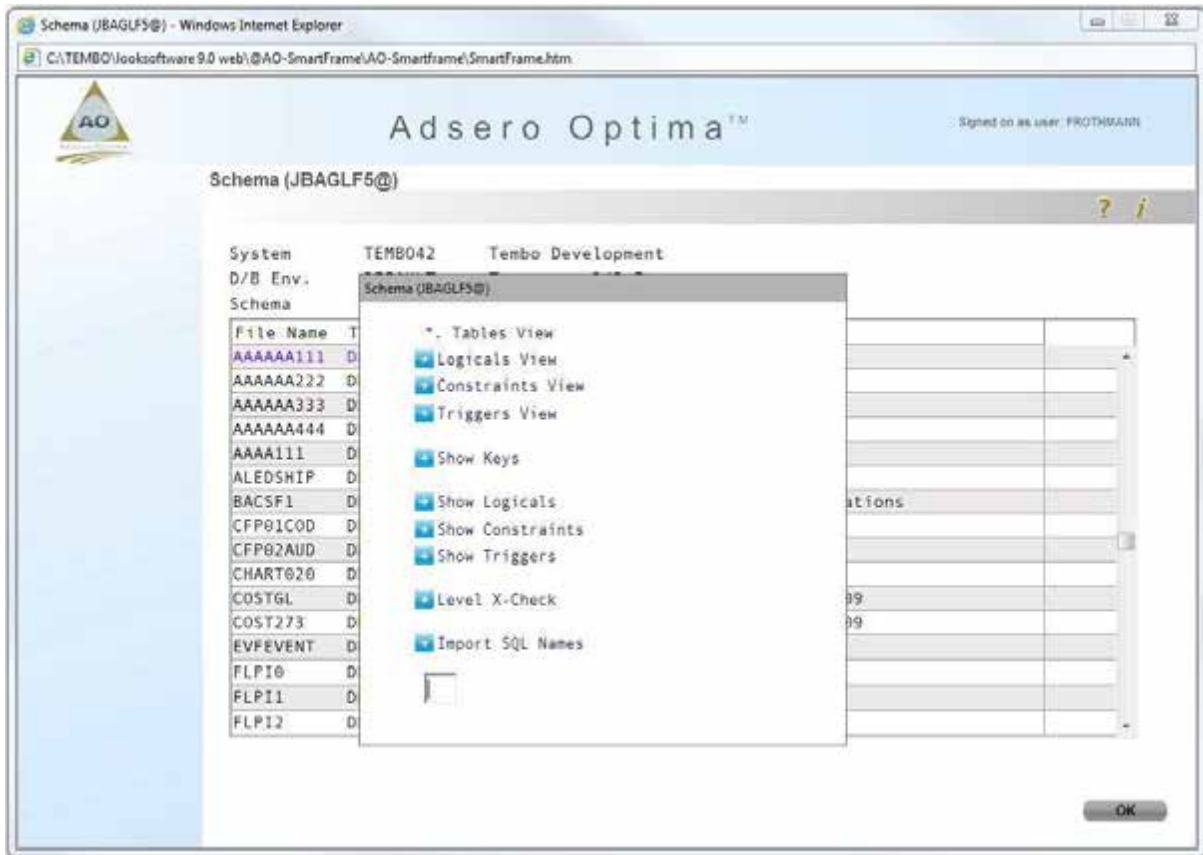 Schema (JBAGLF5@) - Windows Internet Explorer
C:\TEMBO\looksoftware 9.0 web\@AO-SmartFrame\AO-Smartframe\SmartFrame.htm
AO
Adsero Optima™
Signed on as user: FROTHMANN
Schema (JBAGLF5@)
? i
System TEMBO42 Tembo Development
D/B Env.
Schema
Schema (JBAGLF5@)
*. Tables View
Logicals View
Constraints View
Triggers View
Show Keys
Show Logicals
Show Constraints
Show Triggers
Level X-Check
Import SQL Names
File Name T
AAAAAA111 D
AAAAAA222 D
AAAAAA333 D
AAAAAA444 D
AAAA111 D
ALEDSHIP D
BACSF1 D ations
CFP01COD D
CFP02AUD D
CHART020 D
COSTGL D 09
COST273 D 09
EVFEVENT D
FLPI0 D
FLPI1 D
FLPI2 D
OK